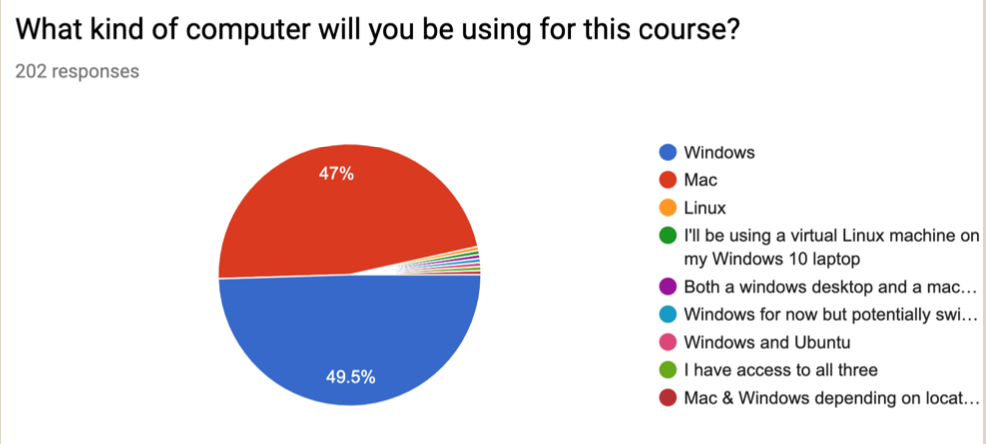 What kind of computer will you be using for this course?
202 responses
47%
49.5%
Windows
Mac
Linux
I'll be using a virtual Linux machine on
my Windows 10 laptop
Both a windows desktop and a mac…
Windows for now but potentially swi…
Windows and Ubuntu
I have access to all three
Mac & Windows depending on locat…